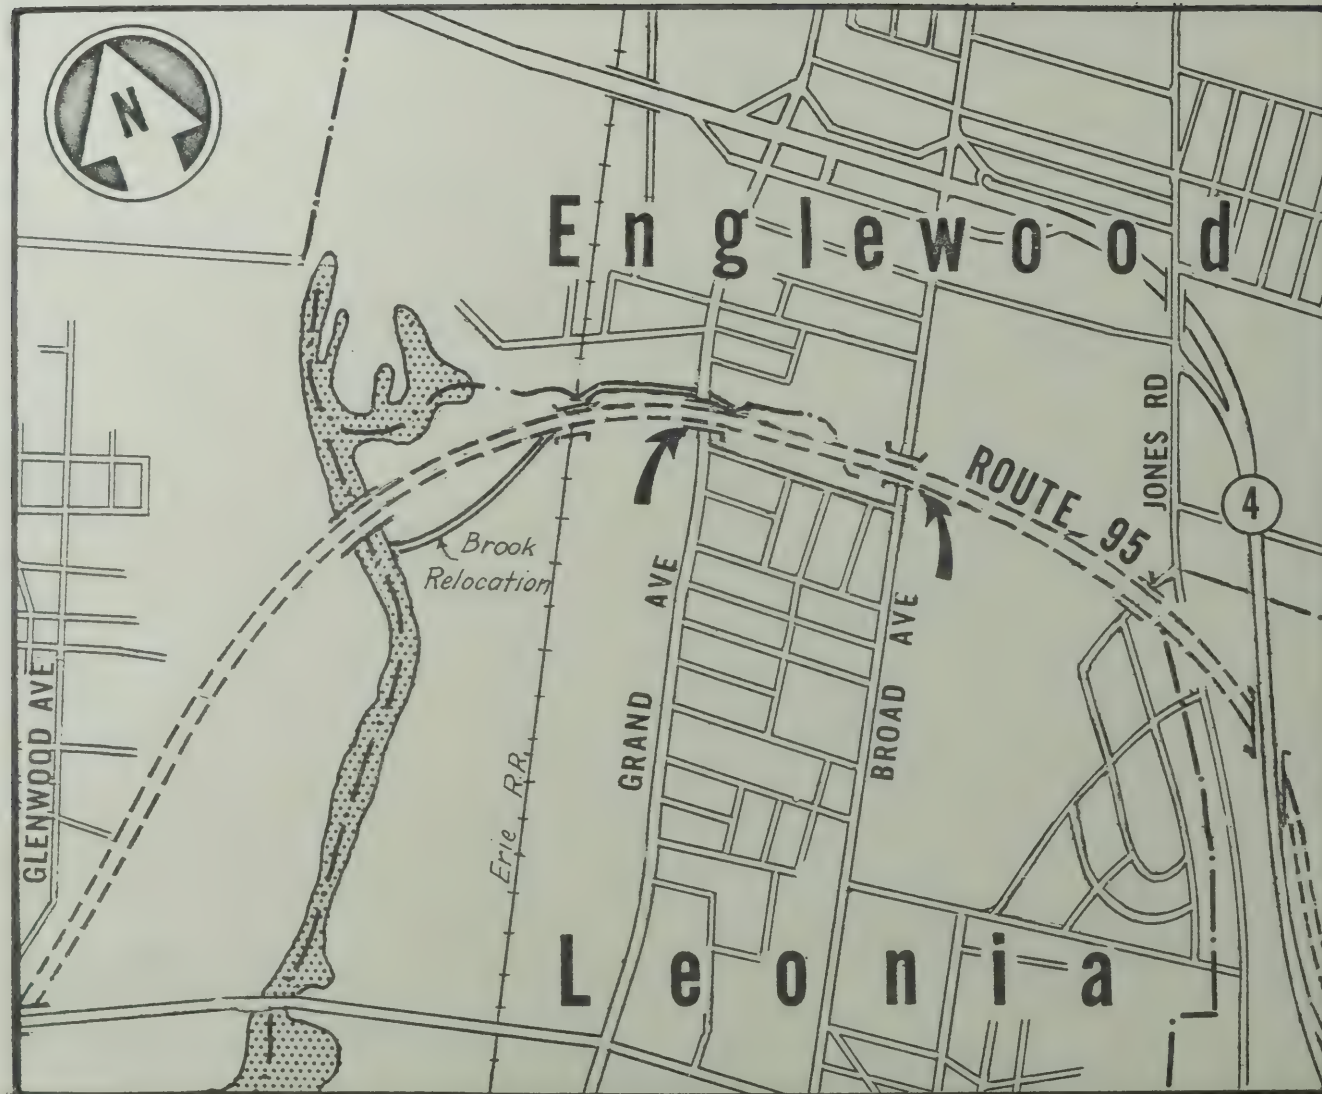 N
Englewood
JONES RD
ROUTE 95
4
Brook
Relocation
GRAND AVE
BROAD AVE
GLENWOOD AVE
Erie R.R.
Leonia